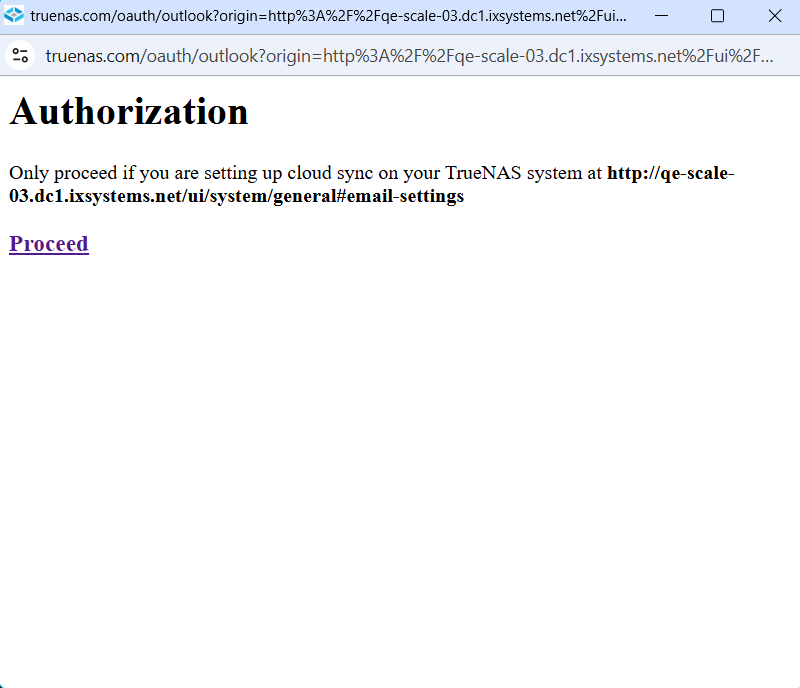 truenas.com/oauth/outlook?origin=http%3A%2F%2Fqe-scale-03.dc1.ixsystems.net%2Fui...
truenas.com/oauth/outlook?origin=http%3A%2F%2Fqe-scale-03.dc1.ixsystems.net%2Fui%2F...
Authorization
Only proceed if you are setting up cloud sync on your TrueNAS system at http://qe-scale-
03.dc1.ixsystems.net/ui/system/general#email-settings
Proceed